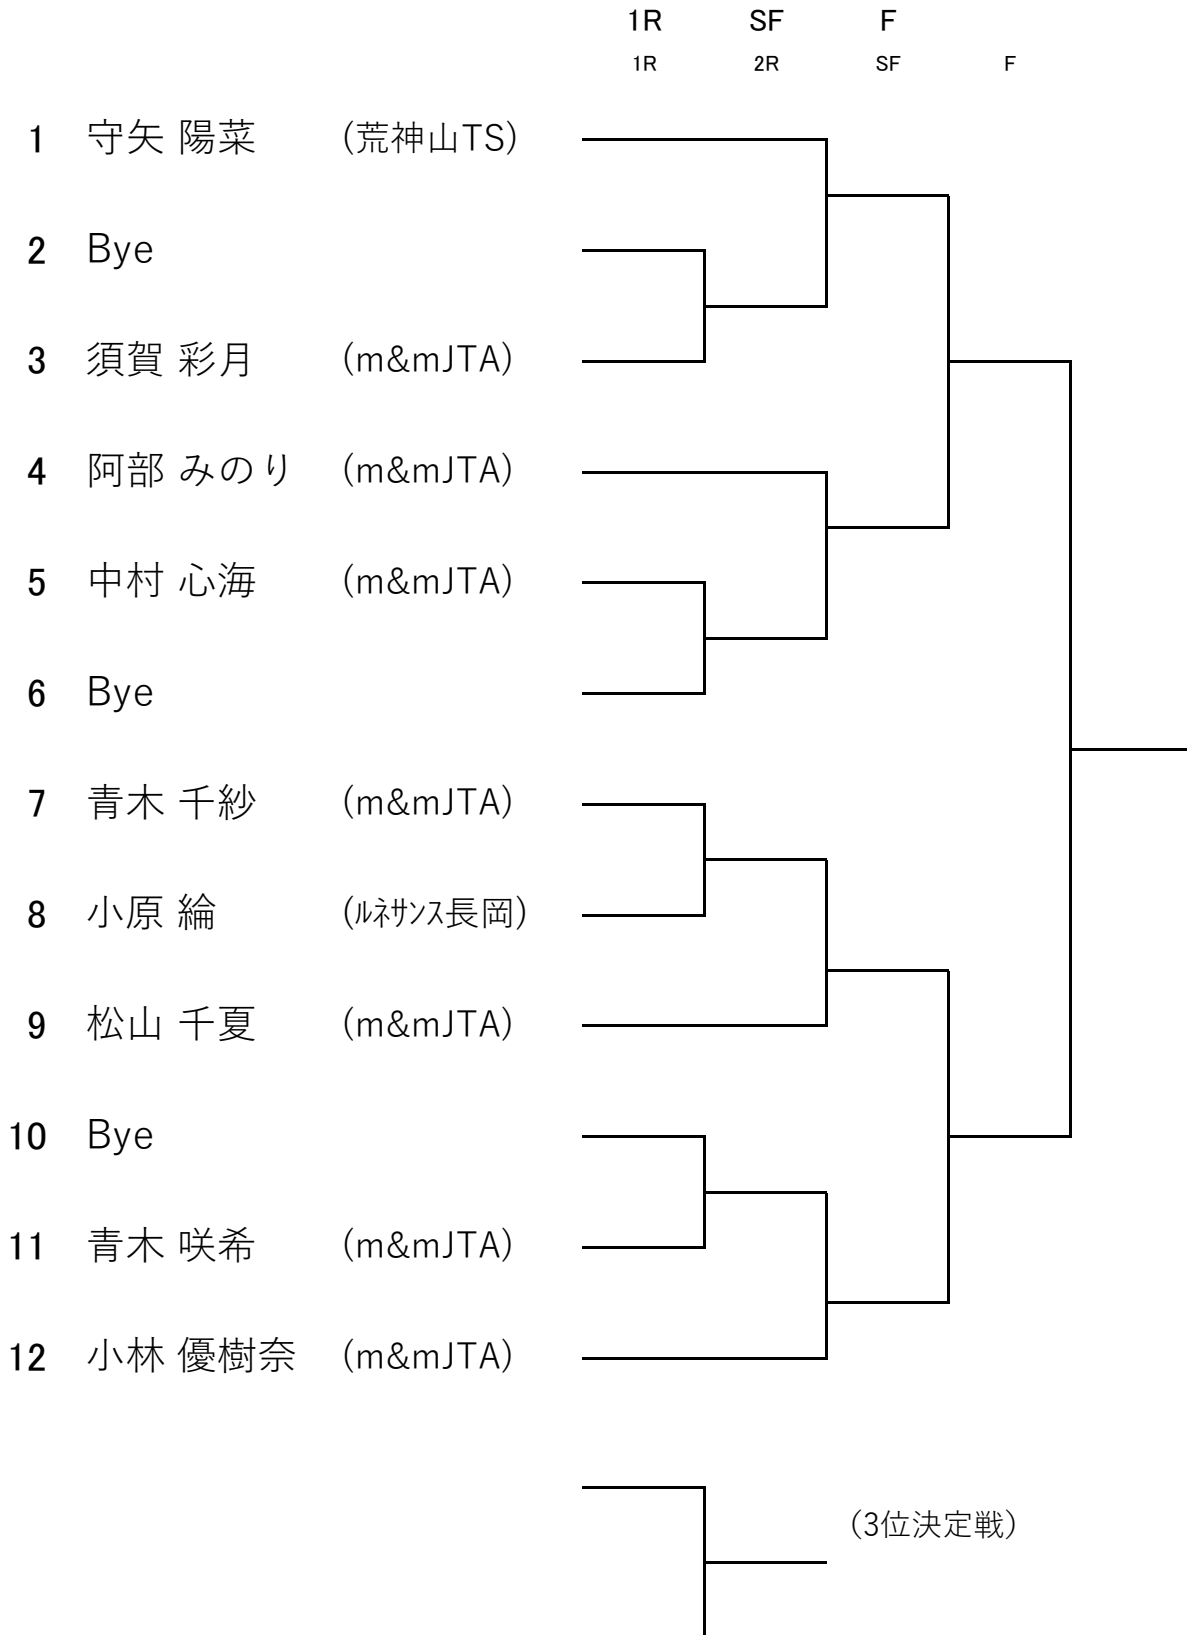 1R SF F
1R 2R SF F
1 守矢 陽菜 (荒神山TS)
2 Bye
3 須賀 彩月 (m&mJTA)
4 阿部 みのり (m&mJTA)
5 中村 心海 (m&mJTA)
6 Bye
7 青木 千紗 (m&mJTA)
8 小原 綸 (ﾙﾈｻﾝｽ長岡)
9 松山 千夏 (m&mJTA)
10 Bye
11 青木 咲希 (m&mJTA)
12 小林 優樹奈 (m&mJTA)
(3位決定戦)